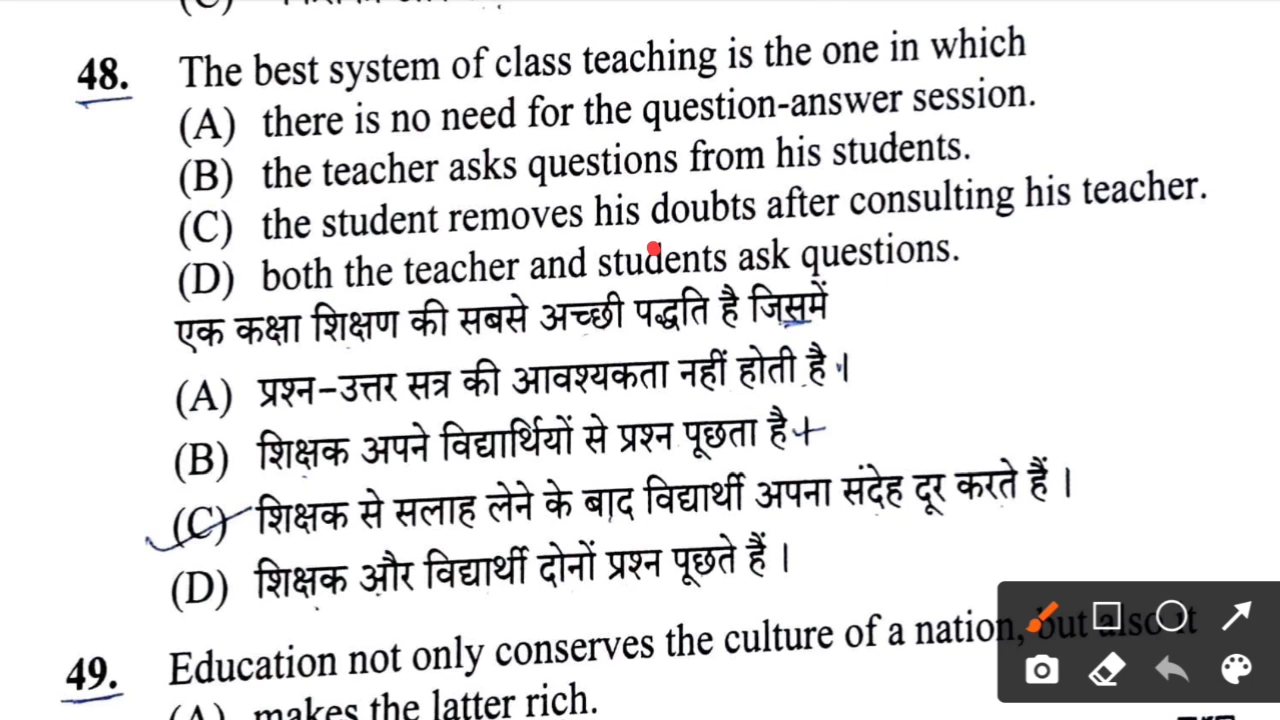 48. The best system of class teaching is the one in which
(A) there is no need for the question-answer session.
(B) the teacher asks questions from his students.
(C) the student removes his doubts after consulting his teacher.
(D) both the teacher and students ask questions.
एक कक्षा शिक्षण की सबसे अच्छी पद्धति है जिसमें
(A) प्रश्न-उत्तर सत्र की आवश्यकता नहीं होती है ।
(B) शिक्षक अपने विद्यार्थियों से प्रश्न पूछता है
(C) शिक्षक से सलाह लेने के बाद विद्यार्थी अपना संदेह दूर करते हैं ।
(D) शिक्षक और विद्यार्थी दोनों प्रश्न पूछते हैं ।
49. Education not only conserves the culture of a nation, but also it
(A) makes the latter rich.